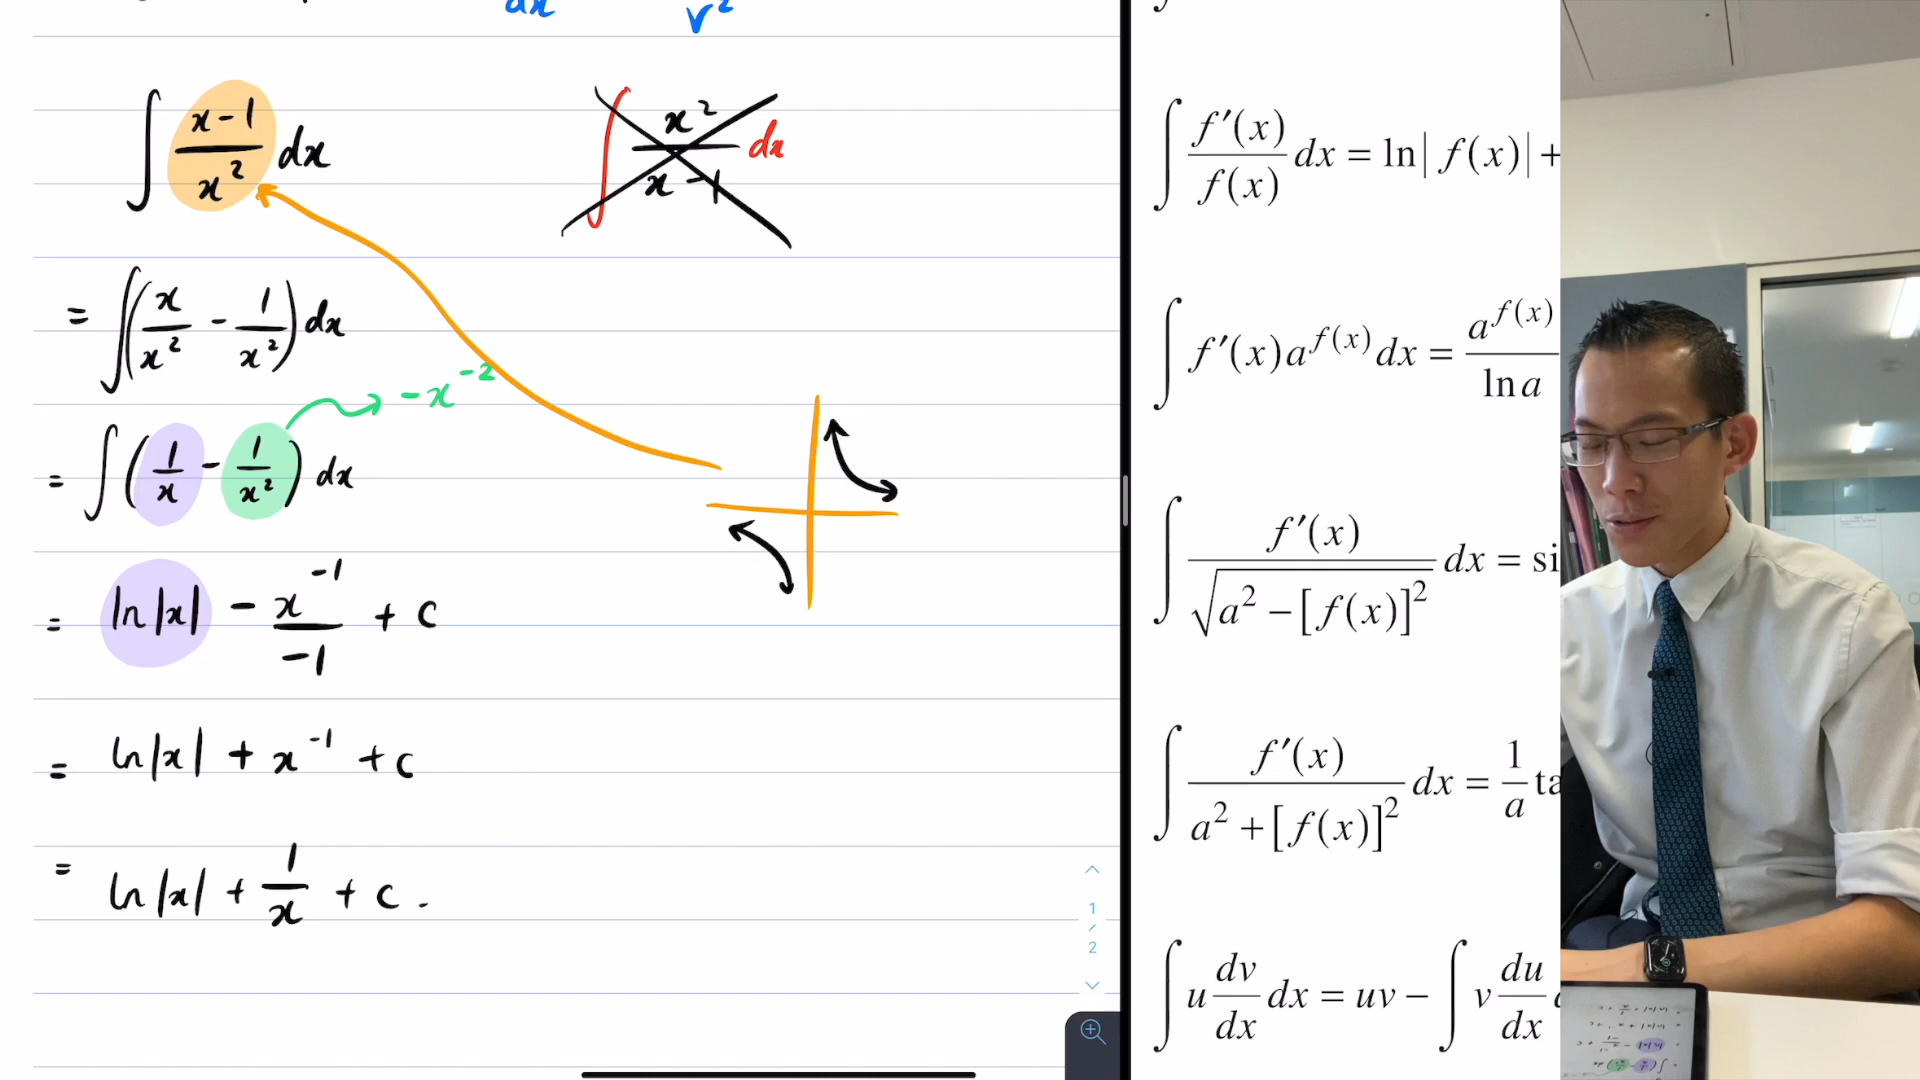 dx v²
∫ (x-1)/x² dx
∫ x²/(x-1) dx
= ∫(x/x² - 1/x²) dx
→ -x⁻²
= ∫(1/x - 1/x²) dx
= ln|x| - x⁻¹/-1 + c
= ln|x| + x⁻¹ + c
= ln|x| + 1/x + c.
1
/
2
∫ f′(x)/f(x) dx = ln| f(x)| +
∫ f′(x)a^f(x) dx = a^f(x)/ln a
∫ f′(x)/√(a² − [f(x)]²) dx = si
∫ f′(x)/(a² + [f(x)]²) dx = 1/a ta
∫ u dv/dx dx = uv − ∫ v du/dx